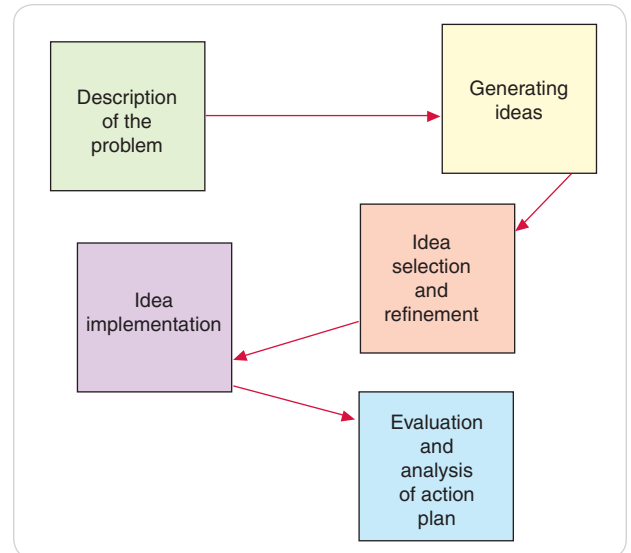 Description
of the
problem
Generating
ideas
Idea
selection
and
refinement
Idea
implementation
Evaluation
and
analysis
of action
plan